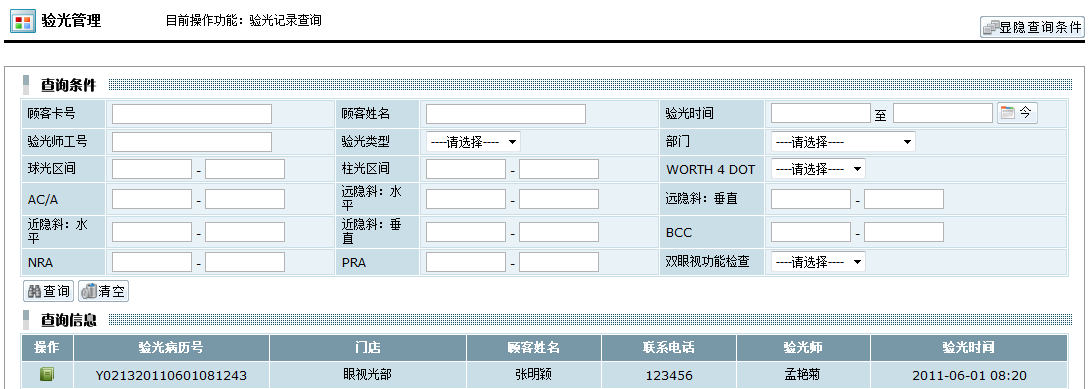 验光管理 目前操作功能：验光记录查询
显隐查询条件
查询条件
顾客卡号 顾客姓名 验光时间 至 今
验光师工号 验光类型 ----请选择---- 部门 ----请选择----
球光区间 - 柱光区间 - WORTH 4 DOT ----请选择----
AC/A - 远隐斜：水平 - 远隐斜：垂直 -
近隐斜：水平 - 近隐斜：垂直 - BCC -
NRA - PRA - 双眼视功能检查 ----请选择----
查询 清空
查询信息
操作 验光病历号 门店 顾客姓名 联系电话 验光师 验光时间
Y021320110601081243 眼视光部 张明颖 123456 孟艳菊 2011-06-01 08:20